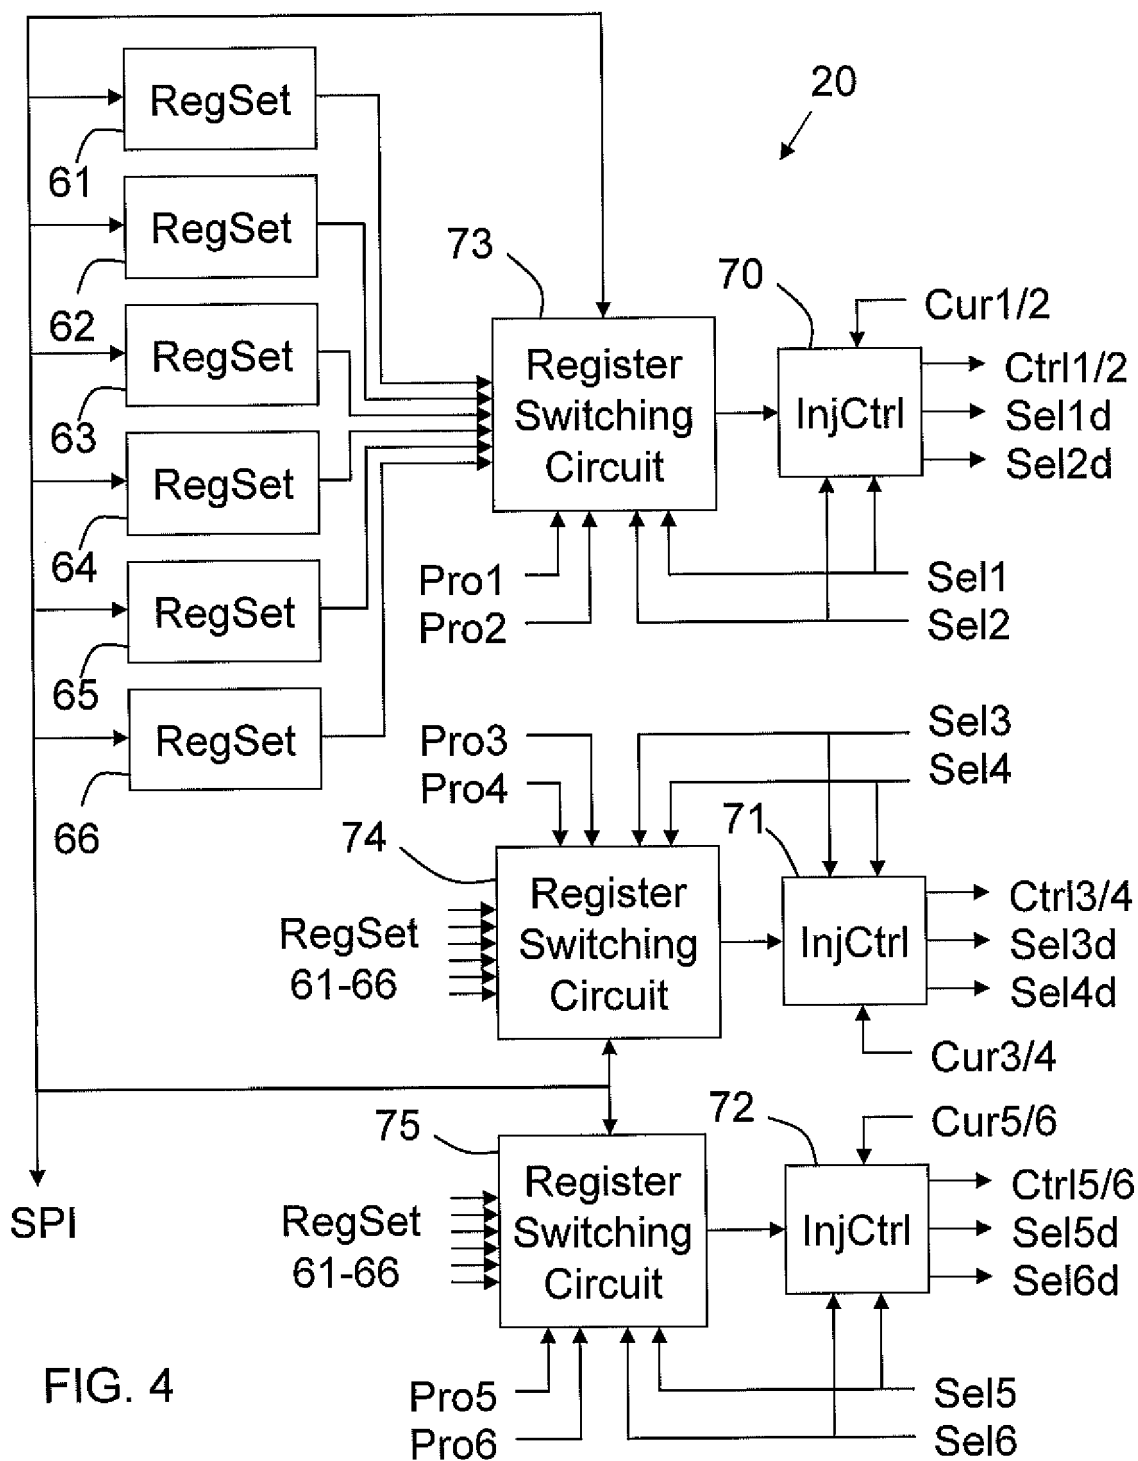 20
RegSet
61
RegSet
62
RegSet
63
RegSet
64
RegSet
65
RegSet
66
73
Register
Switching
Circuit
70
InjCtrl
Cur1/2
Ctrl1/2
Sel1d
Sel2d
Pro1
Pro2
Sel1
Sel2
Pro3
Pro4
Sel3
Sel4
74
Register
Switching
Circuit
RegSet
61-66
71
InjCtrl
Ctrl3/4
Sel3d
Sel4d
Cur3/4
75
Register
Switching
Circuit
RegSet
61-66
72
InjCtrl
Cur5/6
Ctrl5/6
Sel5d
Sel6d
SPI
Pro5
Pro6
Sel5
Sel6
FIG. 4